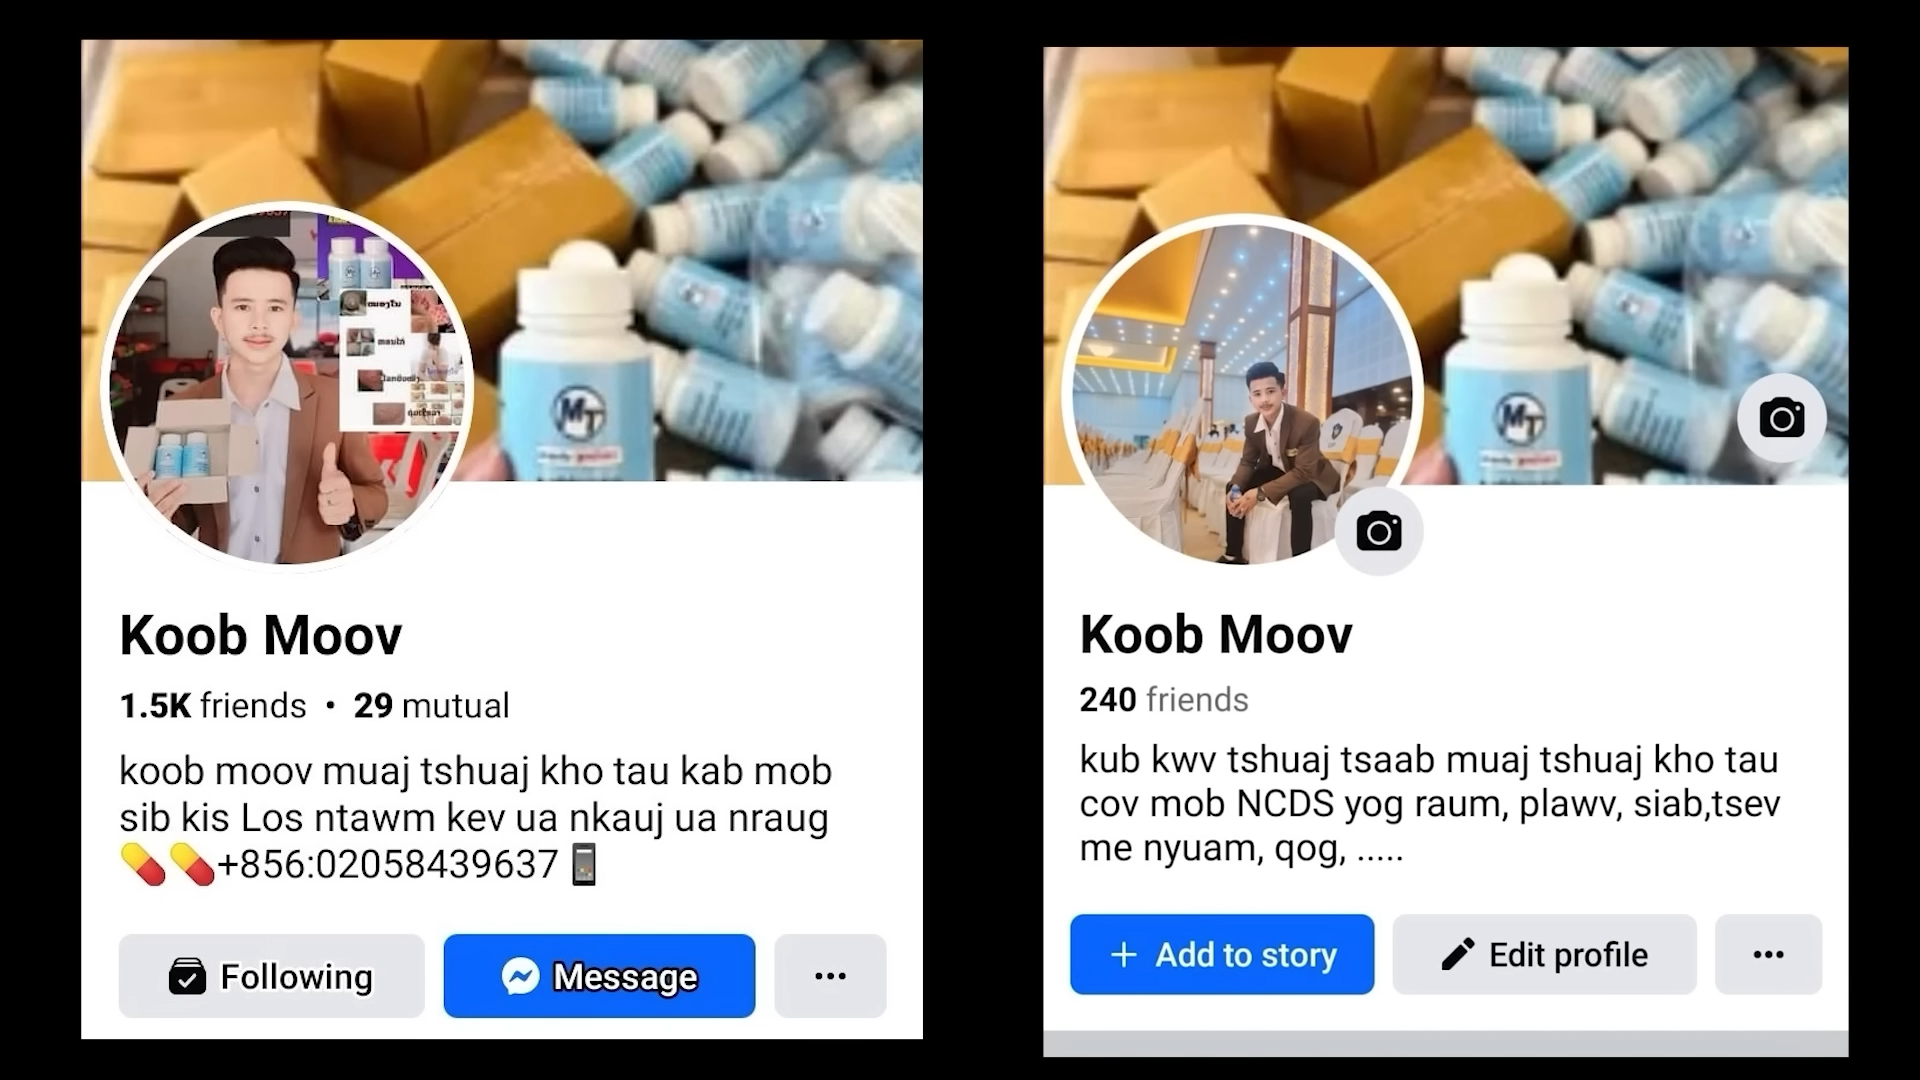 Koob Moov
1.5K friends • 29 mutual
koob moov muaj tshuaj kho tau kab mob
sib kis Los ntawm kev ua nkauj ua nraug
💊💊+856:02058439637📱
Following
Message
MT
Koob Moov
240 friends
kub kwv tshuaj tsaab muaj tshuaj kho tau
cov mob NCDS yog raum, plawv, siab,tsev
me nyuam, qog, .....
+ Add to story
Edit profile
MT